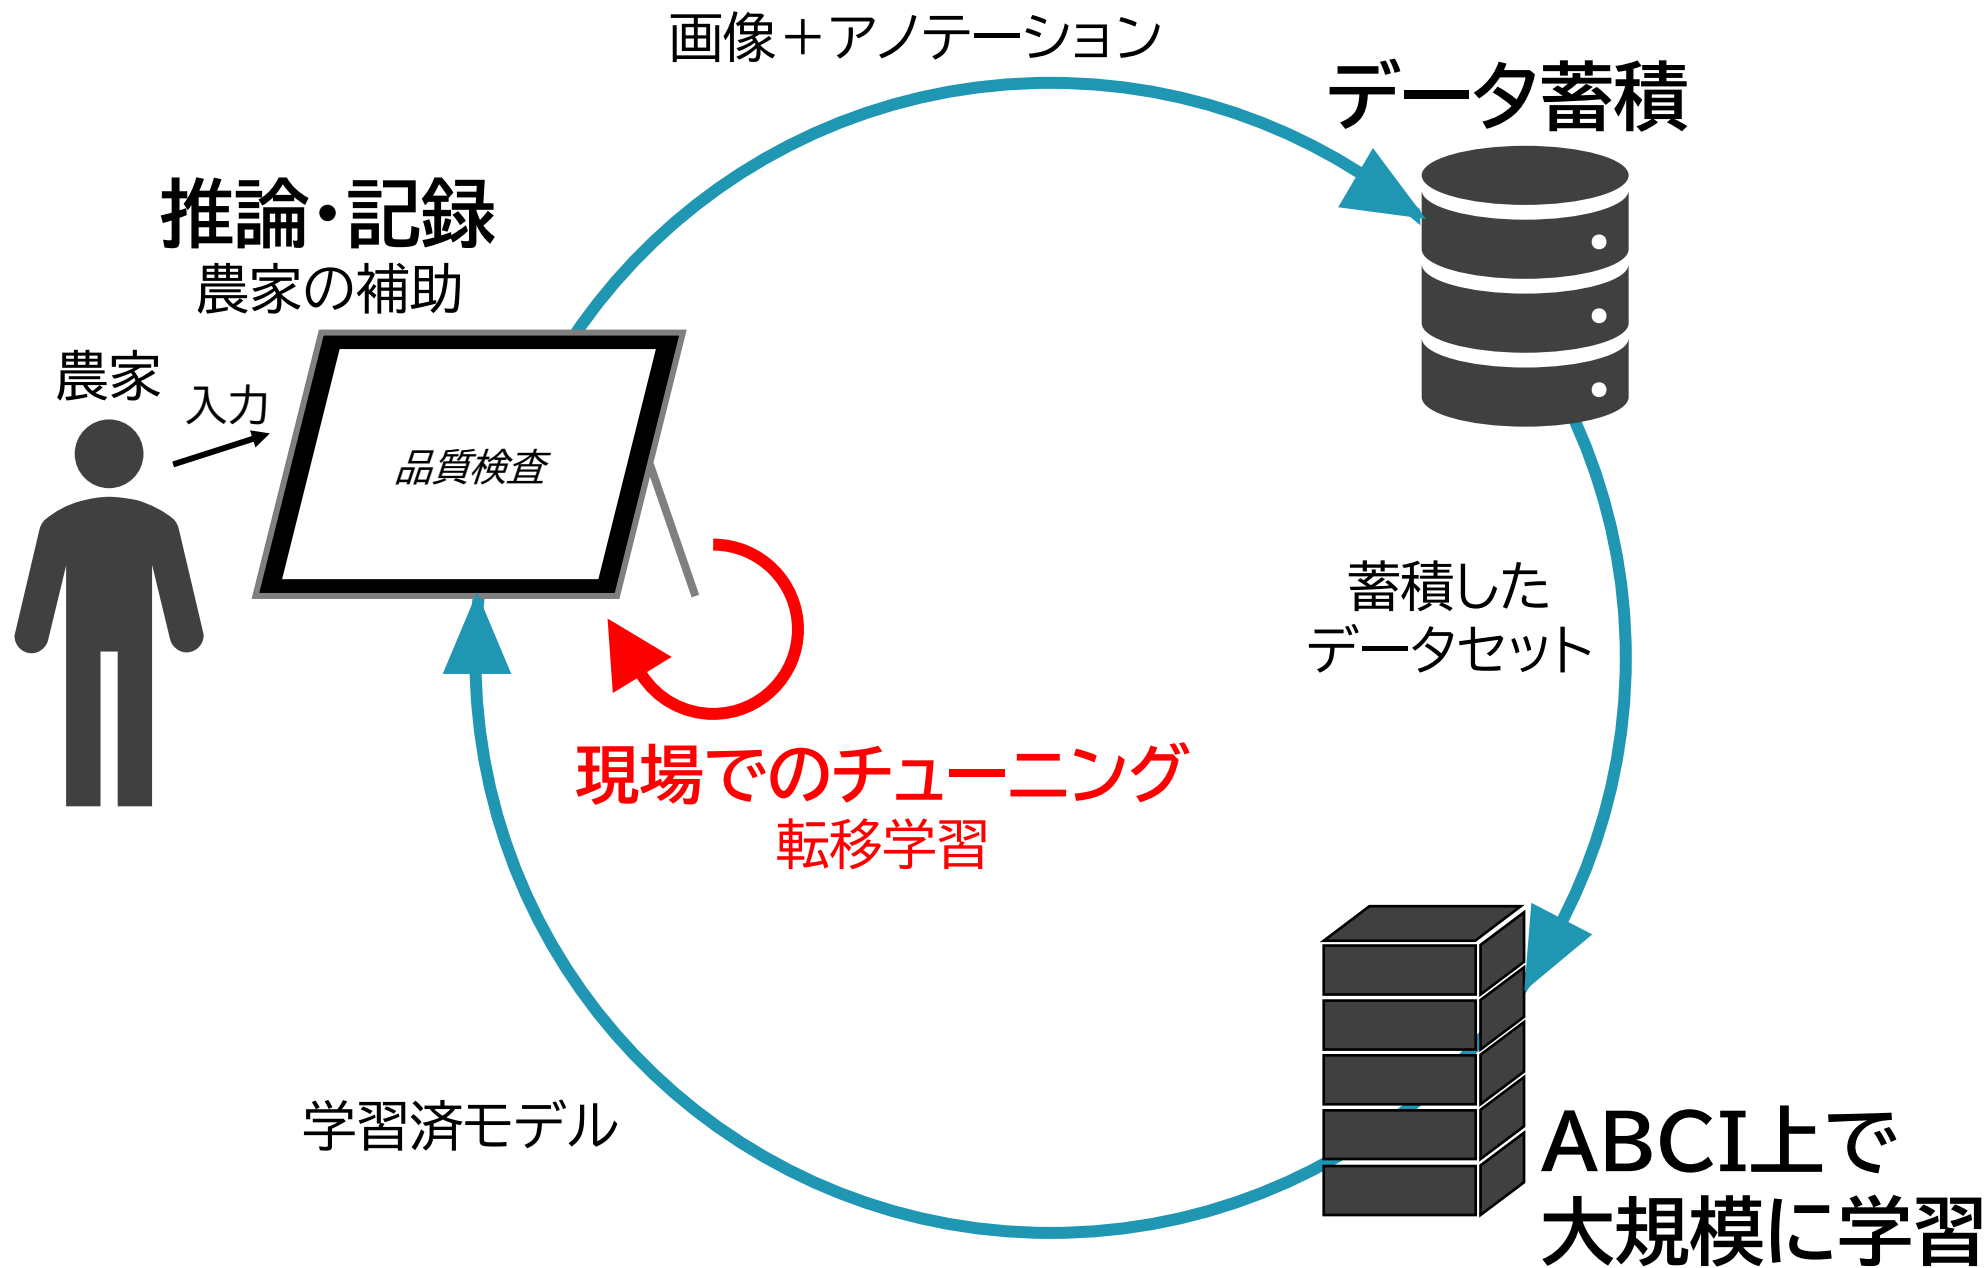 画像＋アノテーション
データ蓄積
推論・記録
農家の補助
農家
入力
品質検査
蓄積した
データセット
現場でのチューニング
転移学習
学習済モデル
ABCI上で
大規模に学習